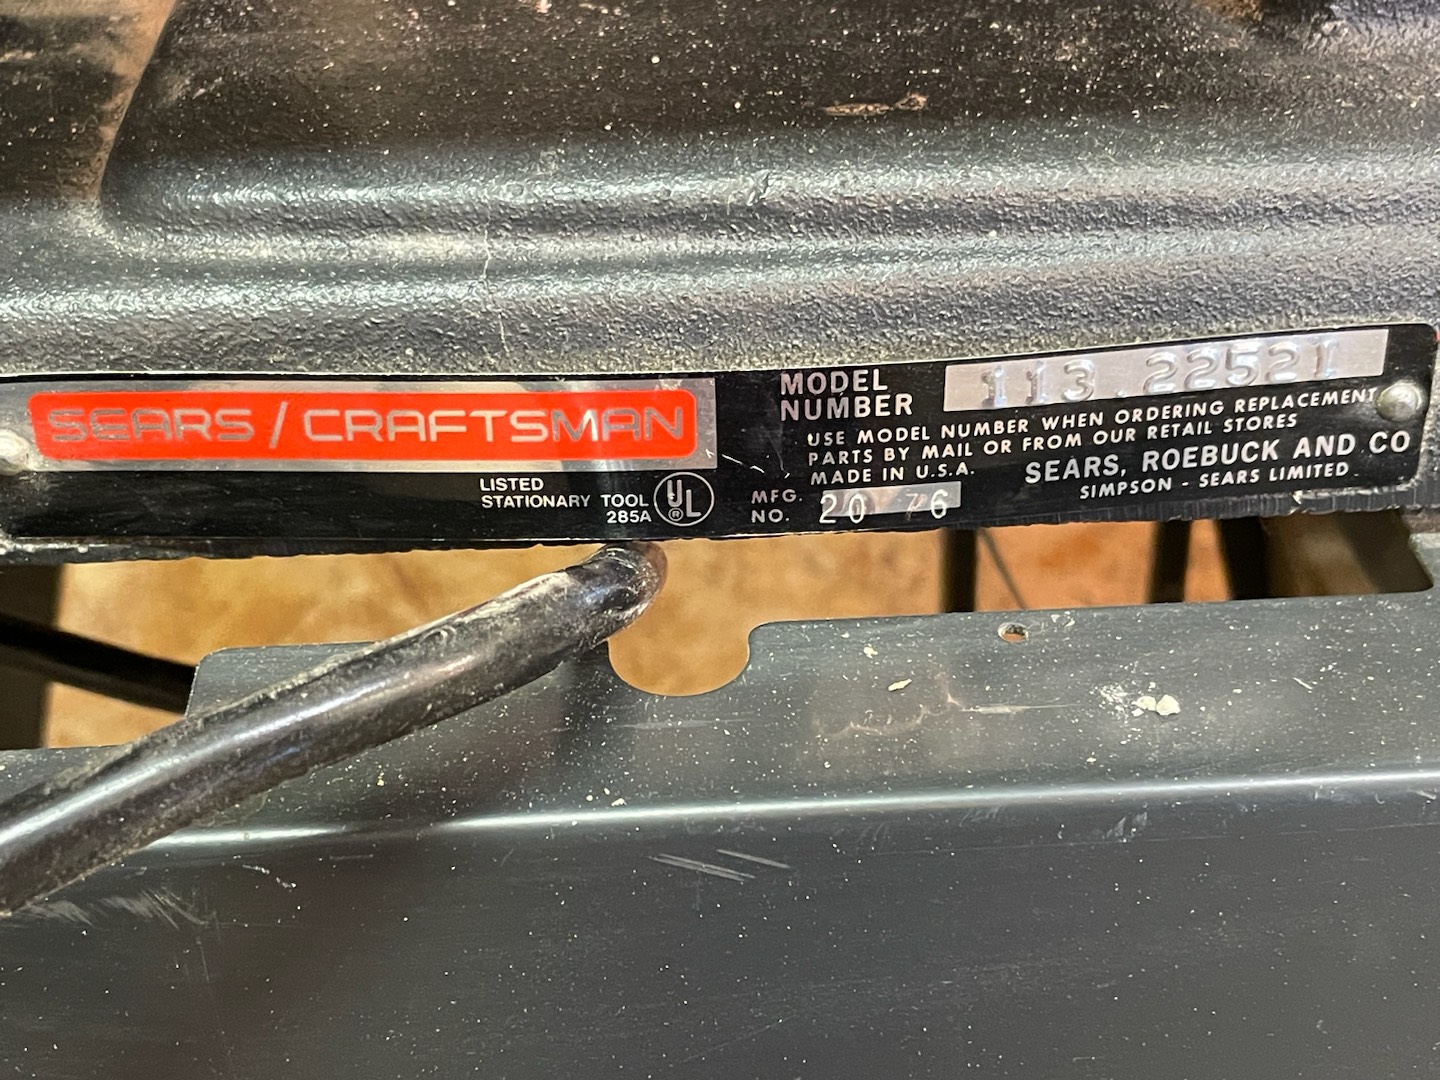 SEARS / CRAFTSMAN
LISTED
STATIONARY TOOL
285A
UL
®
MODEL
NUMBER
113.22521
USE MODEL NUMBER WHEN ORDERING REPLACEMENT
PARTS BY MAIL OR FROM OUR RETAIL STORES
MADE IN U.S.A.
SEARS, ROEBUCK AND CO
SIMPSON - SEARS LIMITED
MFG.
NO.
20 76